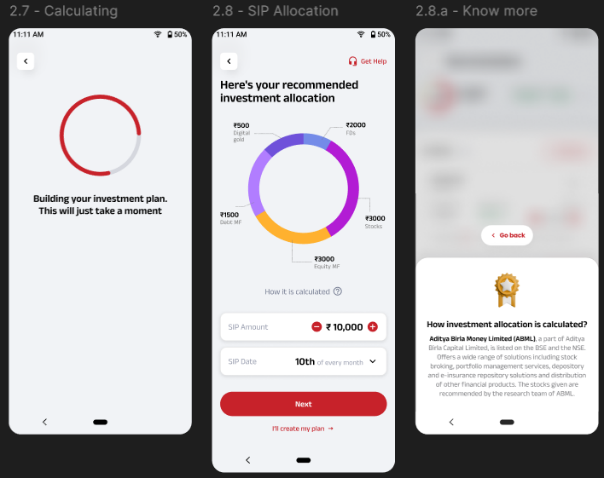 2.7 - Calculating
11:11 AM
50%
Building your investment plan.
This will just take a moment
2.8 - SIP Allocation
11:11 AM
50%
Get Help
Here's your recommended
investment allocation
₹500
Digital
gold
₹2000
FDs
₹1500
Debt MF
₹3000
Stocks
₹3000
Equity MF
How it is calculated
SIP Amount
₹ 10,000
SIP Date
10th of every month
Next
I'll create my plan →
2.8.a - Know more
Go back
How investment allocation is calculated?
Aditya Birla Money Limited (ABML), a part of Aditya
Birla Capital Limited, is listed on the BSE and the NSE.
Offers a wide range of solutions including stock
broking, portfolio management services, depository
and e-insurance repository solutions and distribution
of other financial products. The stocks given are
recommended by the research team of ABML.